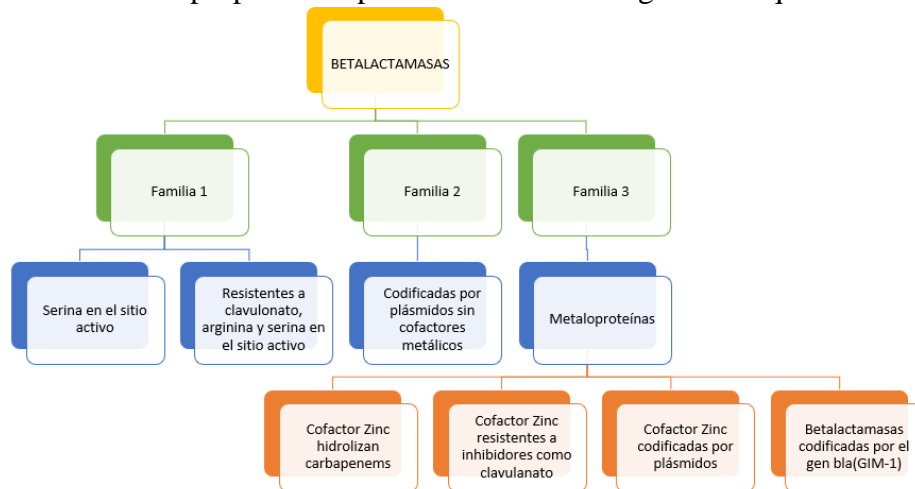 BETALACTAMASAS
Familia 1
Familia 2
Familia 3
Serina en el sitio
activo
Resistentes a
clavulonato,
arginina y serina en
el sitio activo
Codificadas por
plásmidos sin
cofactores
metálicos
Metaloproteínas
Cofactor Zinc
hidrolizan
carbapenems
Cofactor Zinc
resistentes a
inhibidores como
clavulanato
Cofactor Zinc
codificadas por
plásmidos
Betalactamasas
codificadas por el
gen bla(GIM-1)